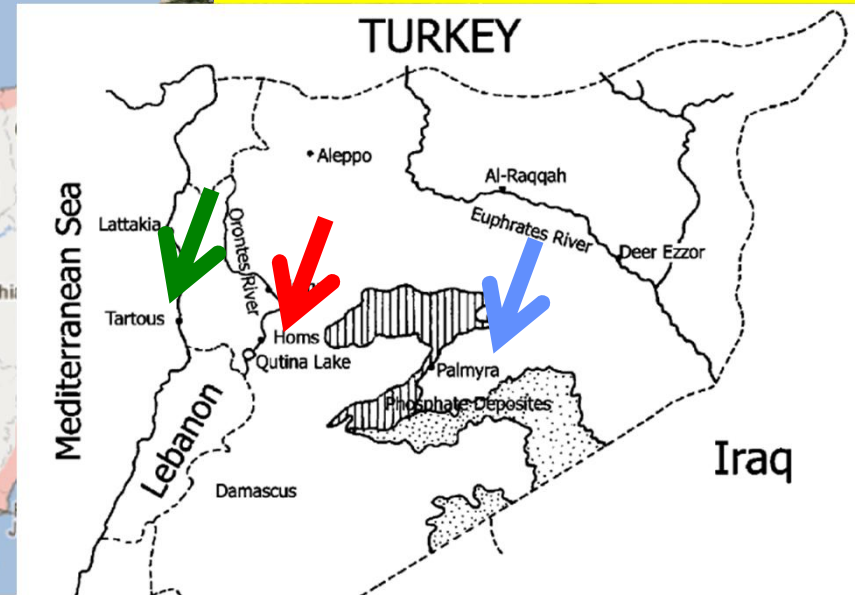 TURKEY
Aleppo
Al-Raqqah
Mediterranean Sea
Lattakia
Orontes River
Euphrates River
Deer Ezzor
Tartous
Homs
Qutina Lake
Palmyra
Phosphate Deposites
Lebanon
Iraq
Damascus